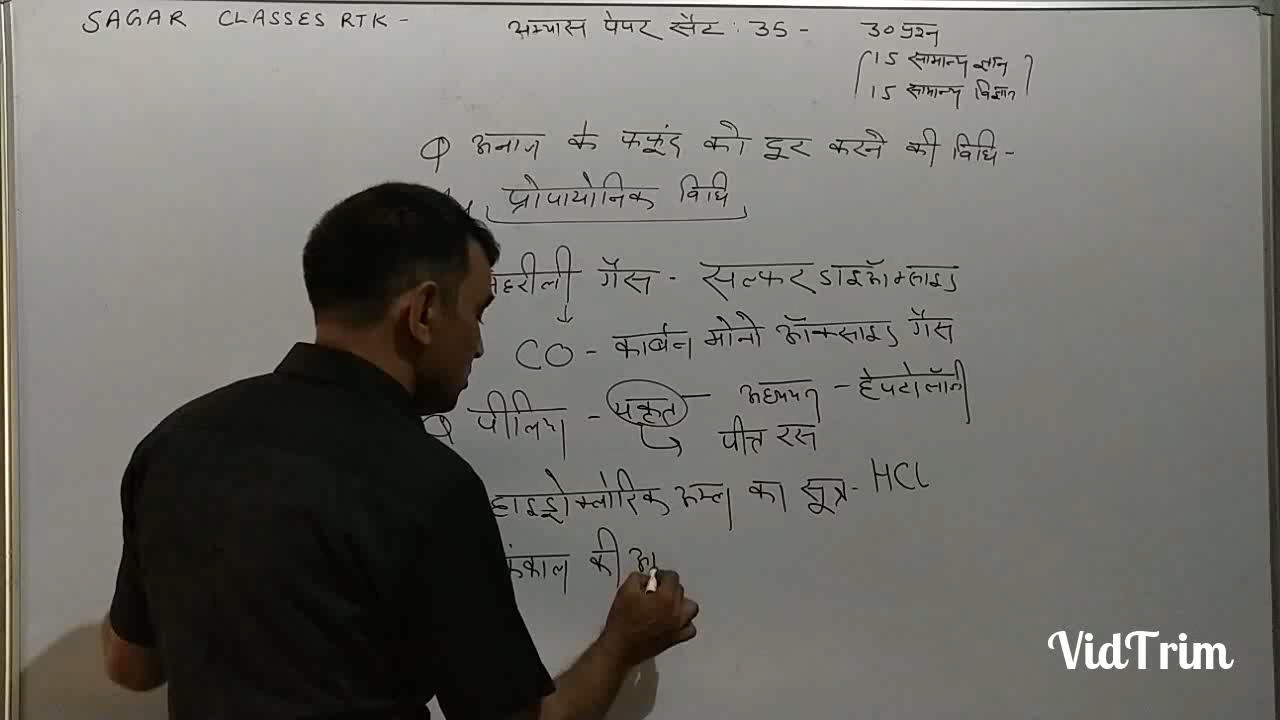 SAGAR CLASSES RTK -
अभ्यास पेपर सैट : 35 -
30 प्रश्न
15 सामान्य ज्ञान
15 सामान्य विज्ञान
Q अनाज के फफूंद को दूर करने की विधि -
प्रोपायोनिक विधि
गैस - सल्फर डाइऑक्साइड
CO - कार्बन मोनो ऑक्साइड गैस
Q पीलिया - यकृत - अध्ययन - हेपटोलॉजी
पीत्त रस
हाइड्रोक्लोरिक अम्ल का सूत्र - HCl
कंकाल की आ
VidTrim